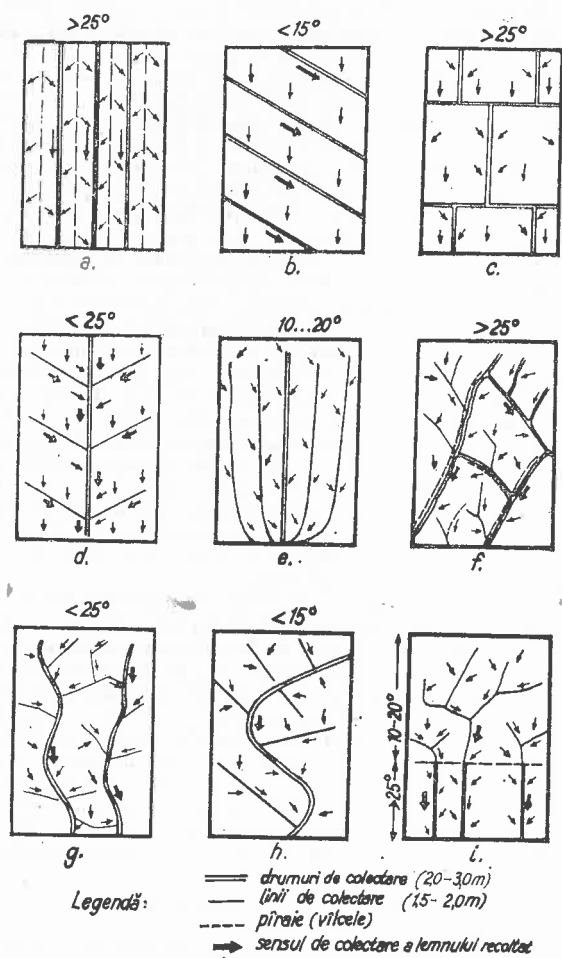 >25° <15° >25°
a. b. c.
<25° 10...20° >25°
d. e. f.
<25° <15°
10-20°
>25°
g. h. i.
Legendă:
drumuri de colectare (2,0-3,0m)
linii de colectare (1,5-2,0m)
pîraie (vîlcele)
sensul de colectare a lemnului recoltat